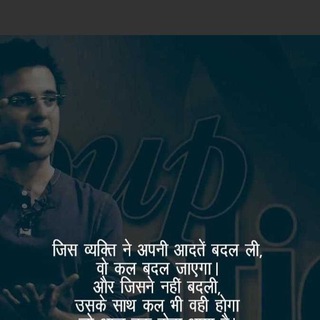 जिस व्यक्ति ने अपनी आदतें बदल ली,
वो कल बदल जाएगा।
और जिसने नहीं बदली,
उसके साथ कल भी वही होगा